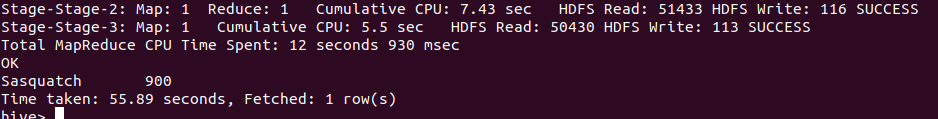 Stage-Stage-2: Map: 1  Reduce: 1   Cumulative CPU: 7.43 sec   HDFS Read: 51433 HDFS Write: 116 SUCCESS
Stage-Stage-3: Map: 1   Cumulative CPU: 5.5 sec   HDFS Read: 50430 HDFS Write: 113 SUCCESS
Total MapReduce CPU Time Spent: 12 seconds 930 msec
OK
Sasquatch       900
Time taken: 55.89 seconds, Fetched: 1 row(s)
hive>